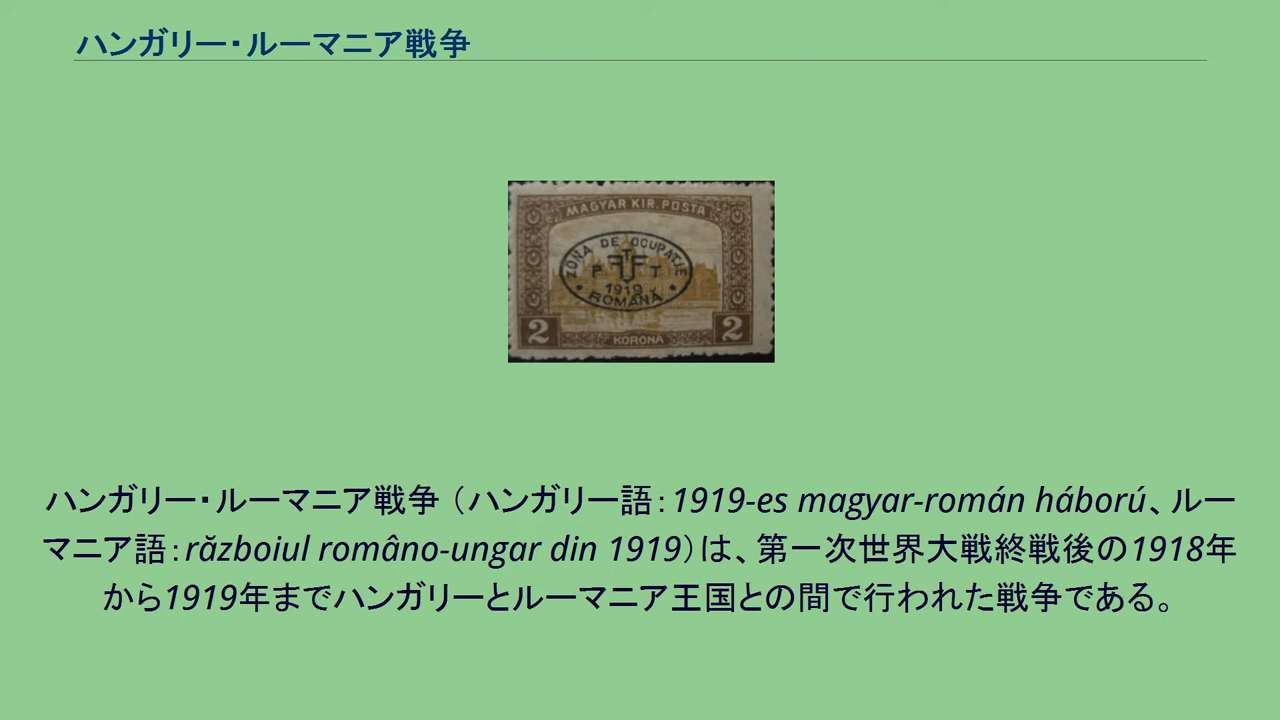 ハンガリー・ルーマニア戦争
MAGYAR KIR. POSTA
ZONA DE OCUPATIE
PTT
1919
ROMÂNĂ
2
2
KORONA
ハンガリー・ルーマニア戦争（ハンガリー語：1919-es magyar-román háború、ルー
マニア語：războiul româno-ungar din 1919）は、第一次世界大戦終戦後の1918年
から1919年までハンガリーとルーマニア王国との間で行われた戦争である。